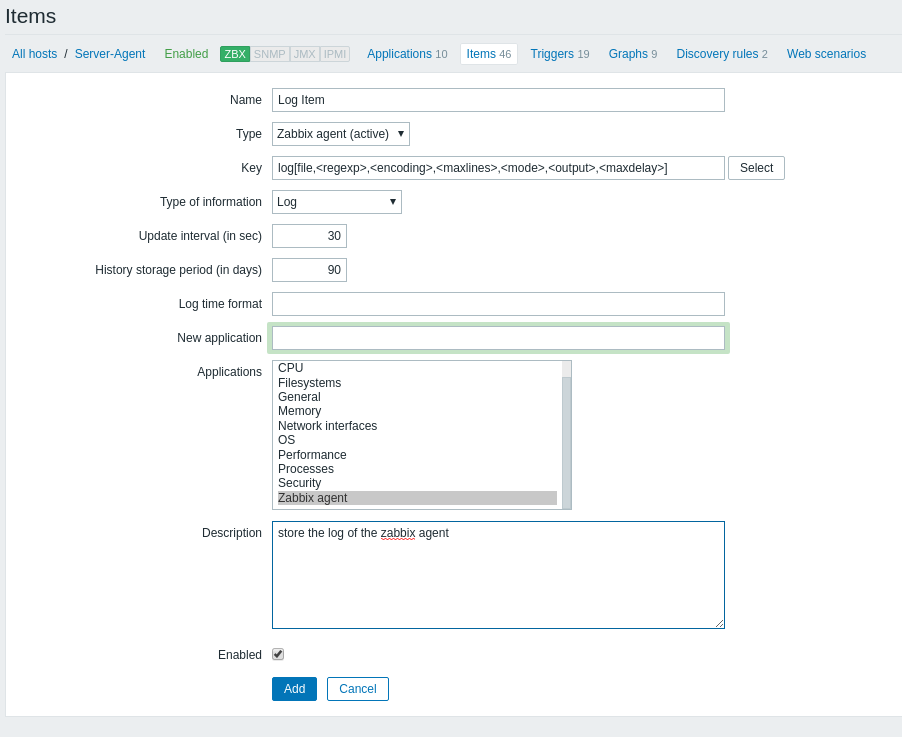 Items
All hosts / Server-Agent Enabled ZBX SNMP JMX IPMI Applications 10 Items 46 Triggers 19 Graphs 9 Discovery rules 2 Web scenarios
Name Log Item
Type Zabbix agent (active)
Key log[file,<regexp>,<encoding>,<maxlines>,<mode>,<output>,<maxdelay>] Select
Type of information Log
Update interval (in sec) 30
History storage period (in days) 90
Log time format
New application
Applications CPU
Filesystems
General
Memory
Network interfaces
OS
Performance
Processes
Security
Zabbix agent
Description store the log of the zabbix agent
Enabled
Add Cancel